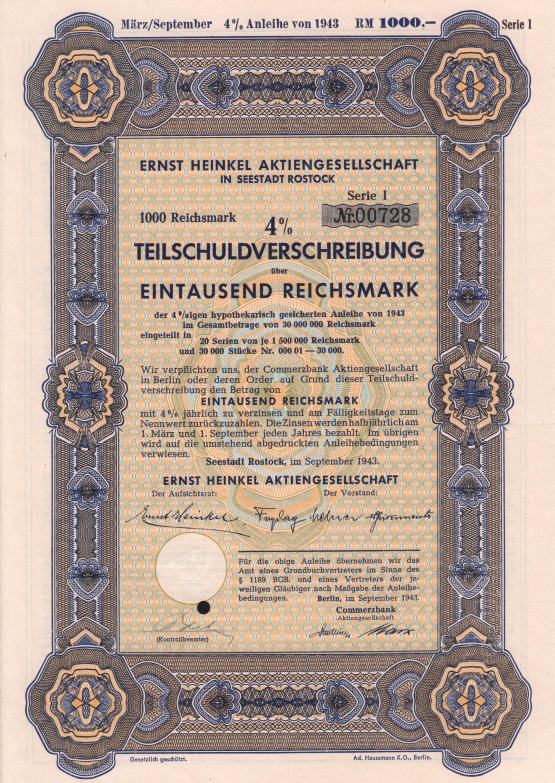 März/September 4% Anleihe von 1943 RM 1000,— Serie 1
ERNST HEINKEL AKTIENGESELLSCHAFT
IN SEESTADT ROSTOCK
Serie 1
1000 Reichsmark Nr. 00728
4%
TEILSCHULDVERSCHREIBUNG
über
EINTAUSEND REICHSMARK
der 4%igen hypothekarisch gesicherten Anleihe von 1943
im Gesamtbetrage von 30 000 000 Reichsmark
eingeteilt in
20 Serien von je 1 500 000 Reichsmark
und 30 000 Stücke Nr. 000 01 — 30 000.
Wir verpflichten uns, der Commerzbank Aktiengesellschaft
in Berlin oder deren Order auf Grund dieser Teilschuld-
verschreibung den Betrag von
EINTAUSEND REICHSMARK
mit 4% jährlich zu verzinsen und am Fälligkeitstage zum
Nennwert zurückzuzahlen. Die Zinsen werden halbjährlich am
1. März und 1. September jeden Jahres bezahlt. Im übrigen
wird auf die umstehend abgedruckten Anleihebedingungen
verwiesen.
Seestadt Rostock, im September 1943.
ERNST HEINKEL AKTIENGESELLSCHAFT
Der Aufsichtsrat: Der Vorstand:
Ernst Heinkel
Für die obige Anleihe übernehmen wir das
Amt eines Grundbuchvertreters im Sinne des
§ 1189 BGB. und eines Vertreters der je-
weiligen Gläubiger nach Maßgabe der Anleihe-
bedingungen. Berlin, im September 1943.
Commerzbank
Aktiengesellschaft
(Kontrollbeamter)
Gesetzlich geschützt. Ad. Haussmann K.G., Berlin.